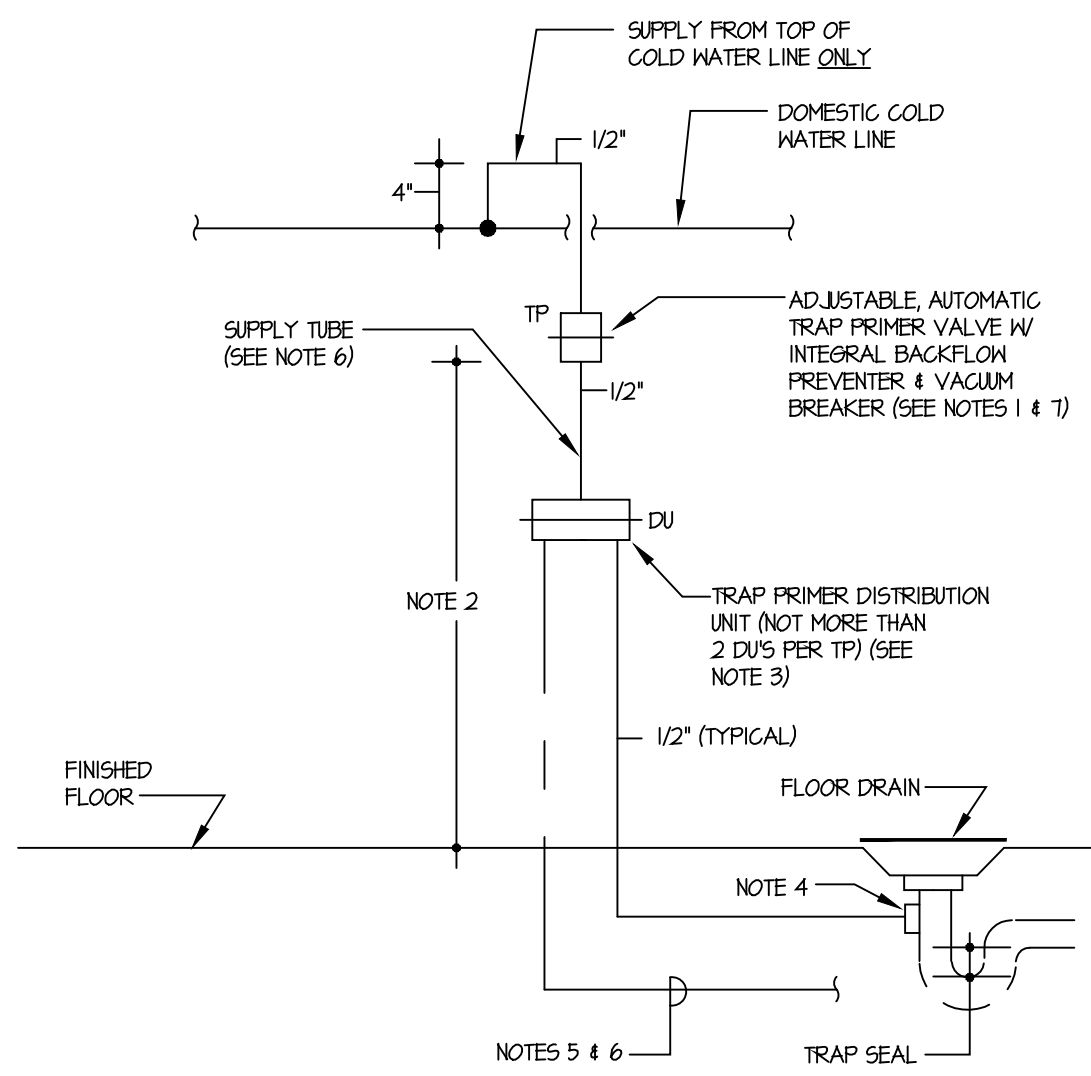 SUPPLY FROM TOP OF
COLD WATER LINE ONLY
DOMESTIC COLD
WATER LINE
1/2"
4"
TP
ADJUSTABLE, AUTOMATIC
TRAP PRIMER VALVE W/
INTEGRAL BACKFLOW
PREVENTER & VACUUM
BREAKER (SEE NOTES 1 & 7)
SUPPLY TUBE
(SEE NOTE 6)
1/2"
DU
NOTE 2
TRAP PRIMER DISTRIBUTION
UNIT (NOT MORE THAN
2 DU'S PER TP) (SEE
NOTE 3)
1/2" (TYPICAL)
FINISHED
FLOOR
FLOOR DRAIN
NOTE 4
NOTES 5 & 6
TRAP SEAL